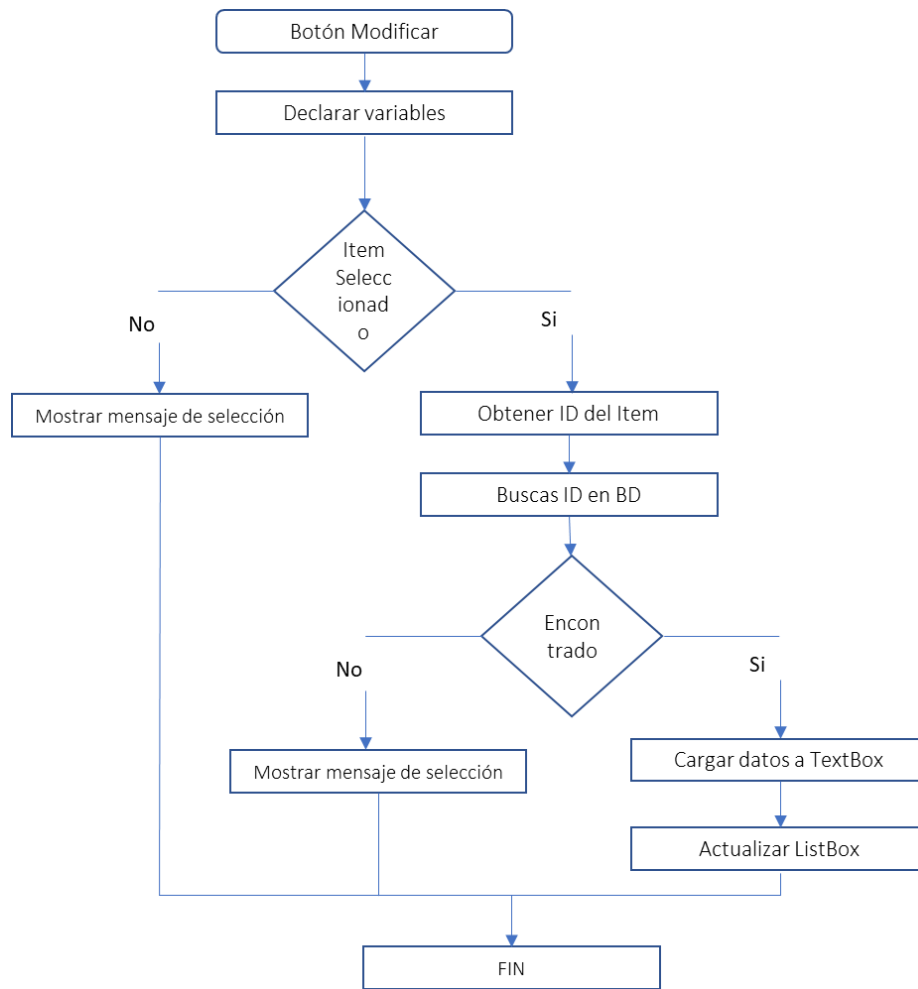 Botón Modificar
Declarar variables
Item
Selecc
ionad
o
No
Si
Mostrar mensaje de selección
Obtener ID del Item
Buscas ID en BD
Encon
trado
No
Si
Mostrar mensaje de selección
Cargar datos a TextBox
Actualizar ListBox
FIN